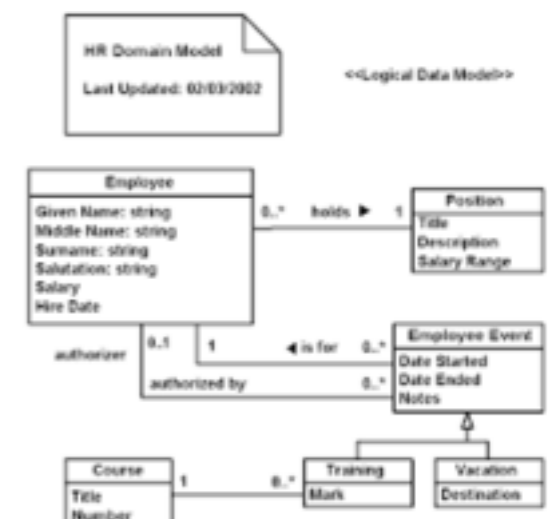 HR Domain Model
Last Updated: 02/03/2002
<<Logical Data Model>>
Employee
Given Name: string
Middle Name: string
Surname: string
Salutation: string
Salary
Hire Date
0..* holds ▶ 1
Position
Title
Description
Salary Range
authorizer
0..1
1
◀ is for 0..*
authorized by 0..*
Employee Event
Date Started
Date Ended
Notes
Course
Title
Number
1
0..*
Training
Mark
Vacation
Destination